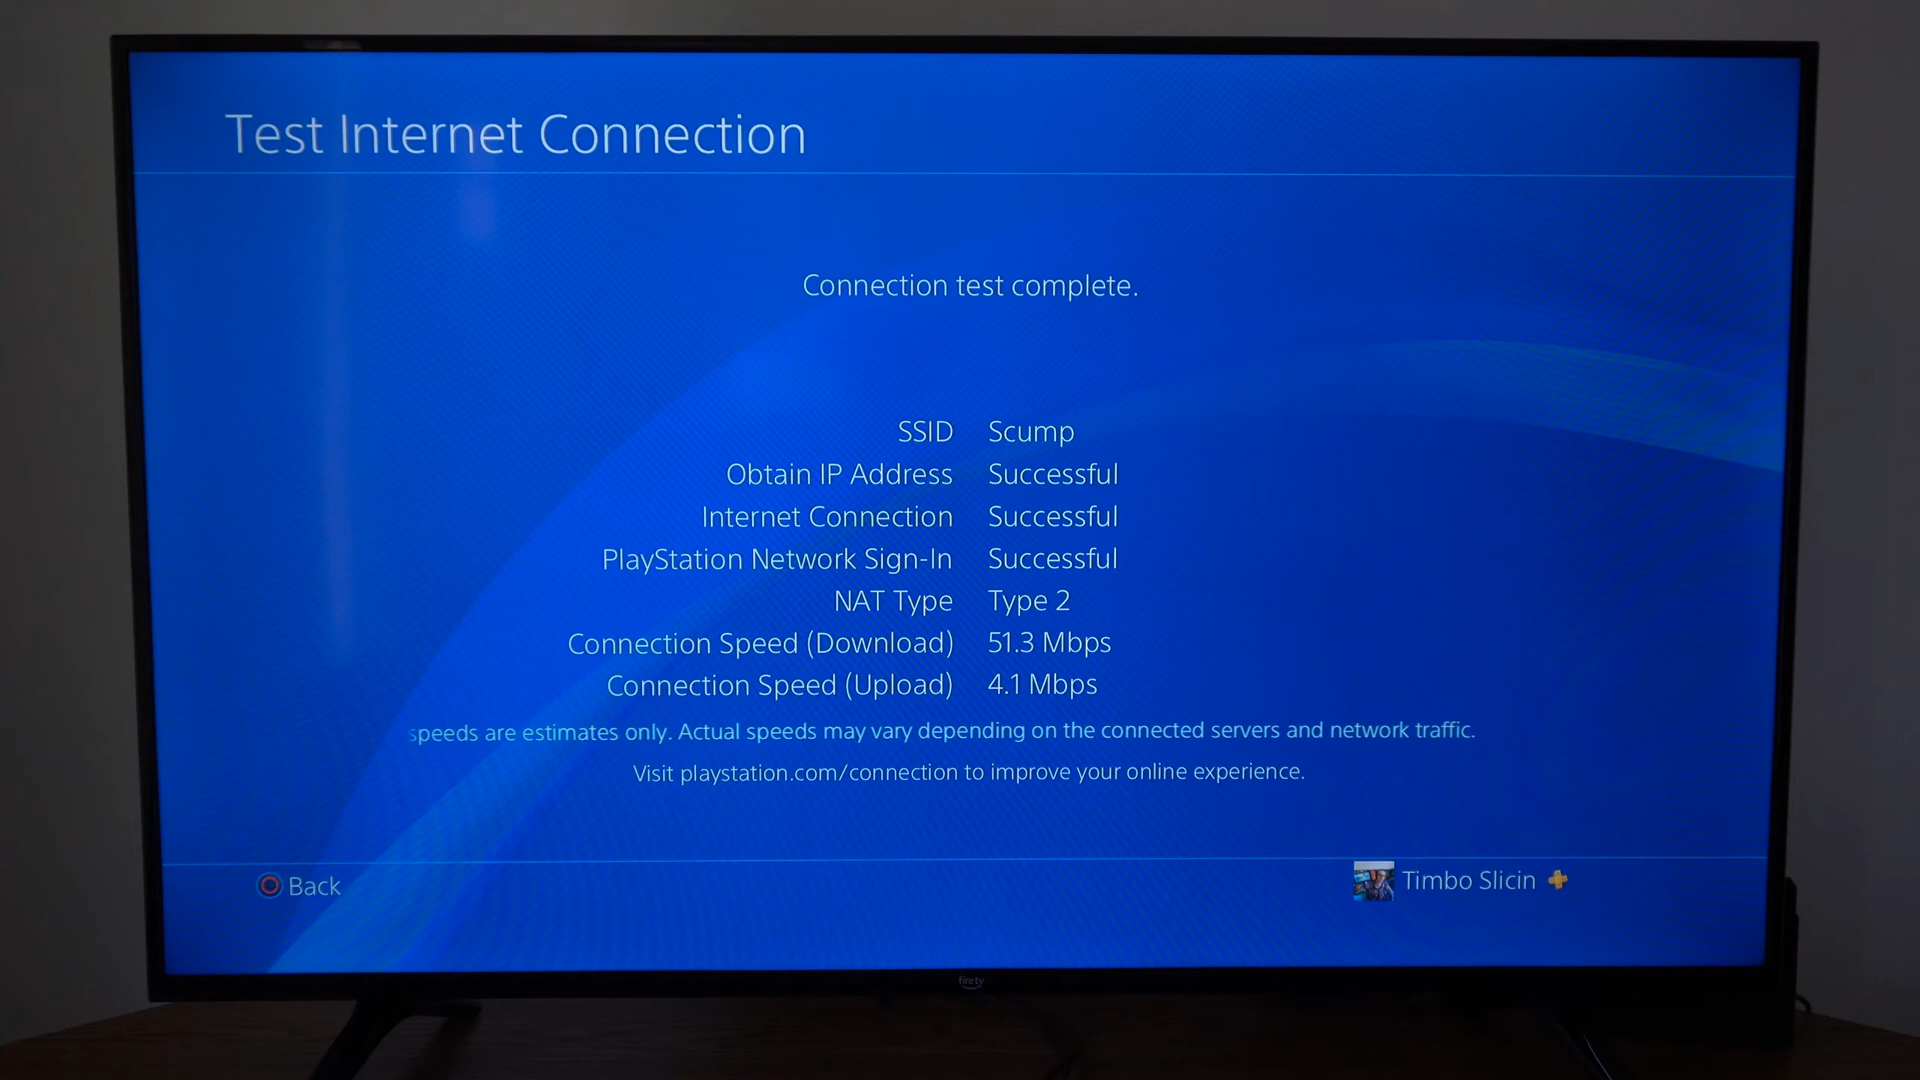 Test Internet Connection
Connection test complete.
SSID Scump
Obtain IP Address Successful
Internet Connection Successful
PlayStation Network Sign-In Successful
NAT Type Type 2
Connection Speed (Download) 51.3 Mbps
Connection Speed (Upload) 4.1 Mbps
speeds are estimates only. Actual speeds may vary depending on the connected servers and network traffic.
Visit playstation.com/connection to improve your online experience.
Back
Timbo Slicin
fire tv